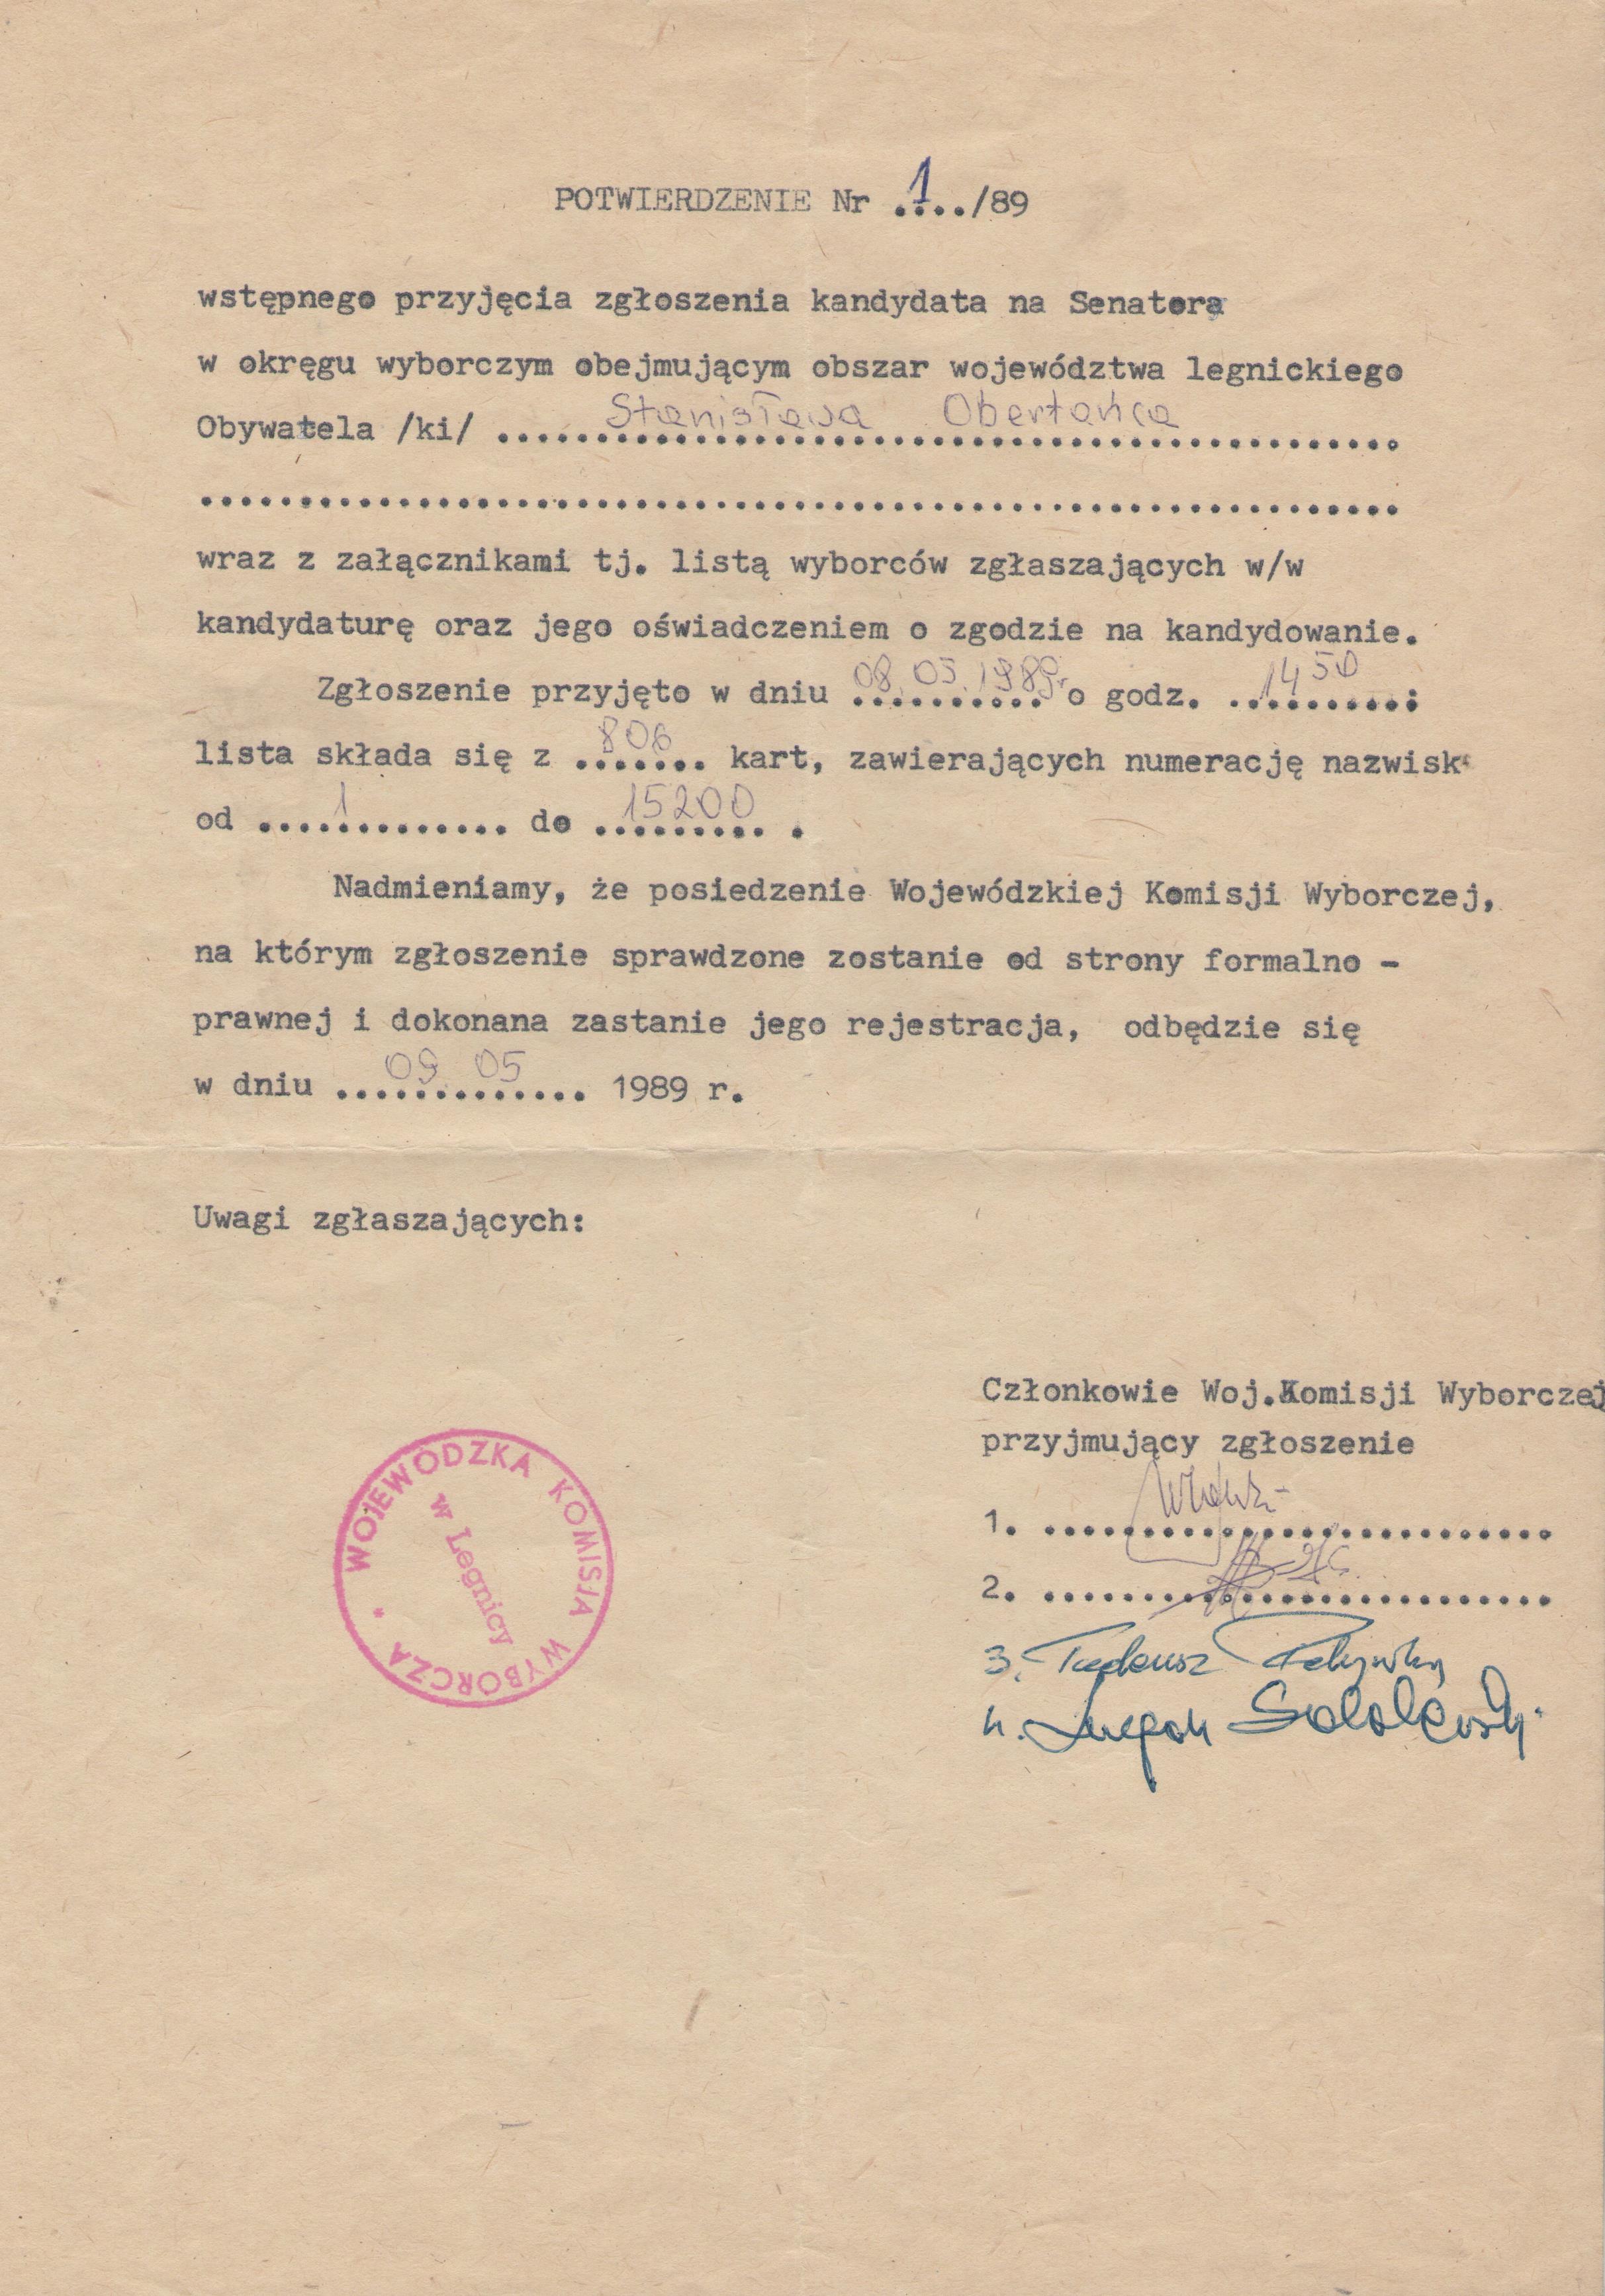 POTWIERDZENIE Nr .1.../89
wstępnego przyjęcia zgłoszenia kandydata na Senatora
w okręgu wyborczym obejmującym obszar województwa legnickiego
Obywatela /ki/ Stanisława Obertańca
wraz z załącznikami tj. listą wyborców zgłaszających w/w
kandydaturę oraz jego oświadczeniem o zgodzie na kandydowanie.
Zgłoszenie przyjęto w dniu 08.05.1989r o godz. 14 50;
lista składa się z 806 kart, zawierających numerację nazwisk
od 1 do 15200.
Nadmieniamy, że posiedzenie Wojewódzkiej Komisji Wyborczej,
na którym zgłoszenie sprawdzone zostanie od strony formalno -
prawnej i dokonana zastanie jego rejestracja, odbędzie się
w dniu 09 05 1989 r.
Uwagi zgłaszających:
Członkowie Woj.Komisji Wyborczej
przyjmujący zgłoszenie
1.
2.
3. Tadeusz
4.
WOJEWÓDZKA KOMISJA WYBORCZA *
w Legnicy